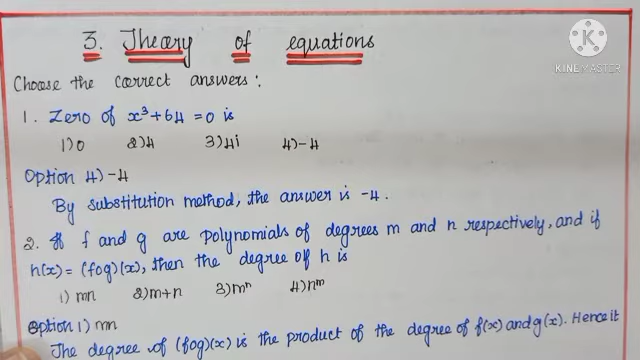 3. Theory of equations
KINEMASTER
Choose the correct answers:
1. Zero of x³+64 = 0 is
1) 0 2) 4 3) 4i 4) -4
Option 4) -4
By substitution method, the answer is -4.
2. If f and g are polynomials of degrees m and n respectively, and if
h(x) = (fog)(x), then the degree of h is
1) mn 2) m+n 3) mⁿ 4) nᵐ
Option 1) mn
The degree of (fog)(x) is the product of the degree of f(x) and g(x). Hence it